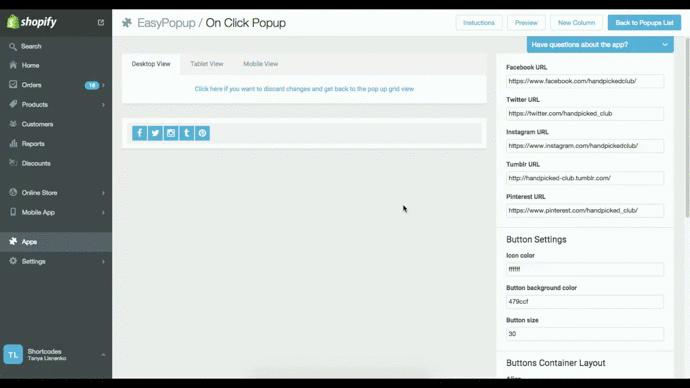 shopify
EasyPopup / On Click Popup
Instuctions
Preview
New Column
Back to Popups List
Search
Home
Orders
16
Products
Customers
Reports
Discounts
Online Store
Mobile App
Apps
Settings
TL
Shortcodes
Tanya Lisnenko
Desktop View
Tablet View
Mobile View
Click here if you want to discard changes and get back to the pop up grid view
Have questions about the app?
Facebook URL
https://www.facebook.com/handpickedclub/
Twitter URL
https://twitter.com/handpicked_club
Instagram URL
https://www.instagram.com/handpickedclub/
Tumblr URL
http://handpicked-club.tumblr.com/
Pinterest URL
https://www.pinterest.com/handpicked_club/
Button Settings
Icon color
ffffff
Button background color
479ccf
Button size
30
Buttons Container Layout